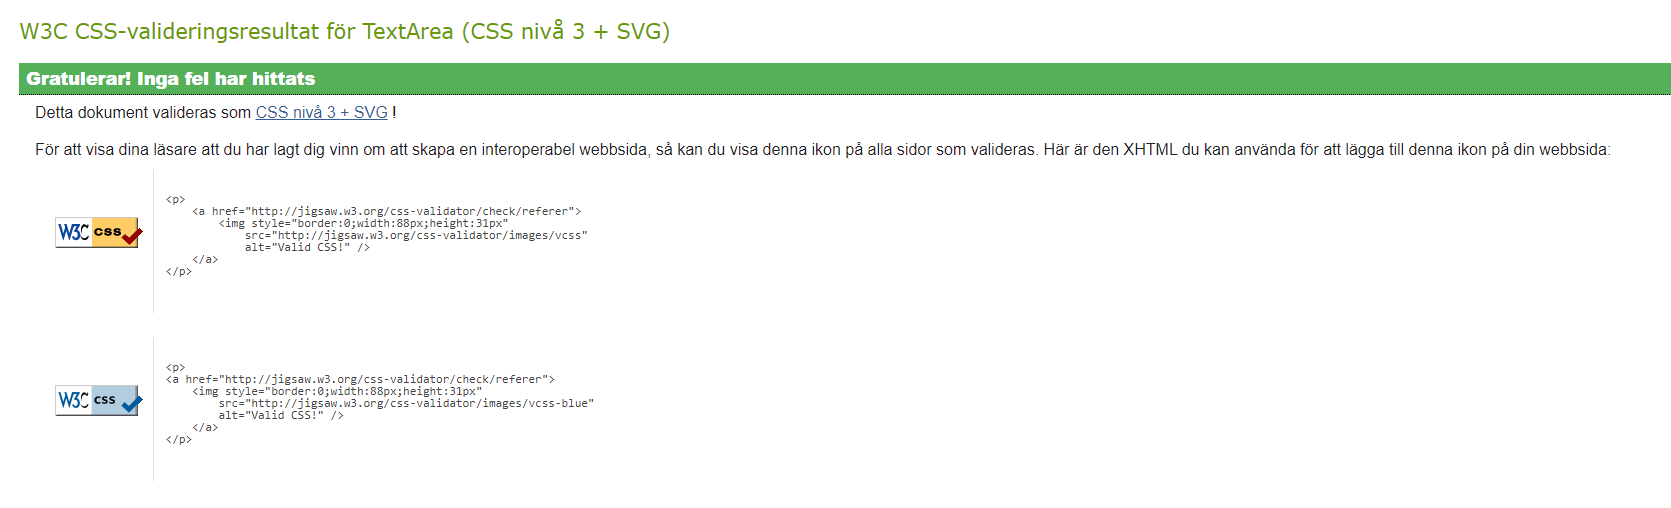 W3C CSS-valideringsresultat för TextArea (CSS nivå 3 + SVG)
Gratulerar! Inga fel har hittats
Detta dokument valideras som CSS nivå 3 + SVG !
För att visa dina läsare att du har lagt dig vinn om att skapa en interoperabel webbsida, så kan du visa denna ikon på alla sidor som valideras. Här är den XHTML du kan använda för att lägga till denna ikon på din webbsida:
W3C css
<p>
    <a href="http://jigsaw.w3.org/css-validator/check/referer">
        <img style="border:0;width:88px;height:31px"
            src="http://jigsaw.w3.org/css-validator/images/vcss"
            alt="Valid CSS!" />
    </a>
</p>
W3C css
<p>
<a href="http://jigsaw.w3.org/css-validator/check/referer">
    <img style="border:0;width:88px;height:31px"
        src="http://jigsaw.w3.org/css-validator/images/vcss-blue"
        alt="Valid CSS!" />
    </a>
</p>